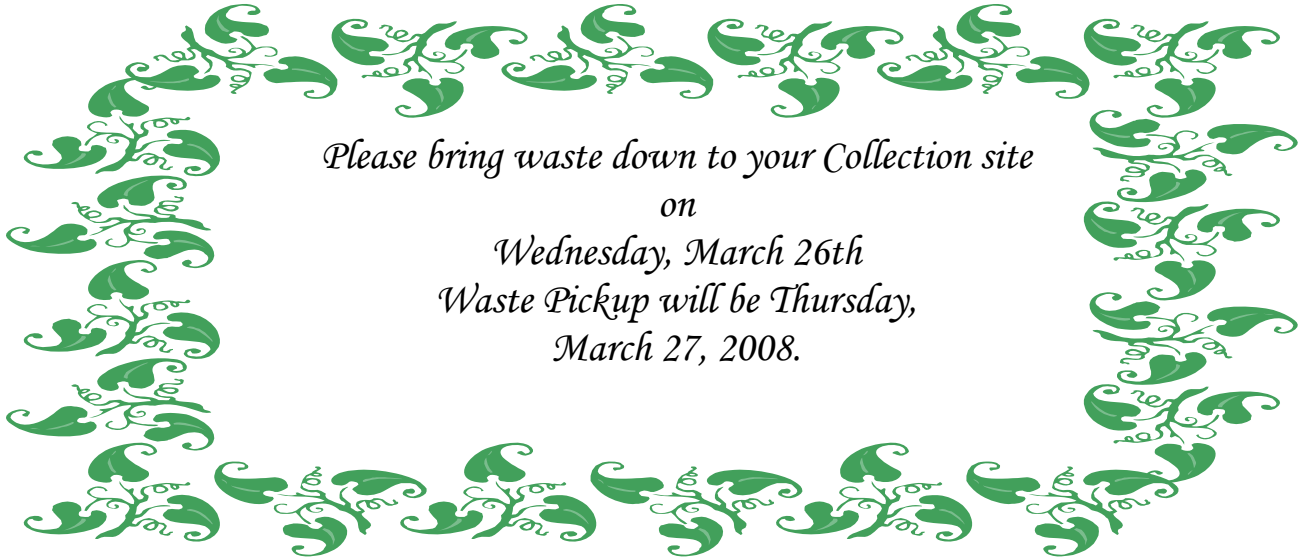 Please bring waste down to your Collection site
on
Wednesday, March 26th
Waste Pickup will be Thursday,
March 27, 2008.